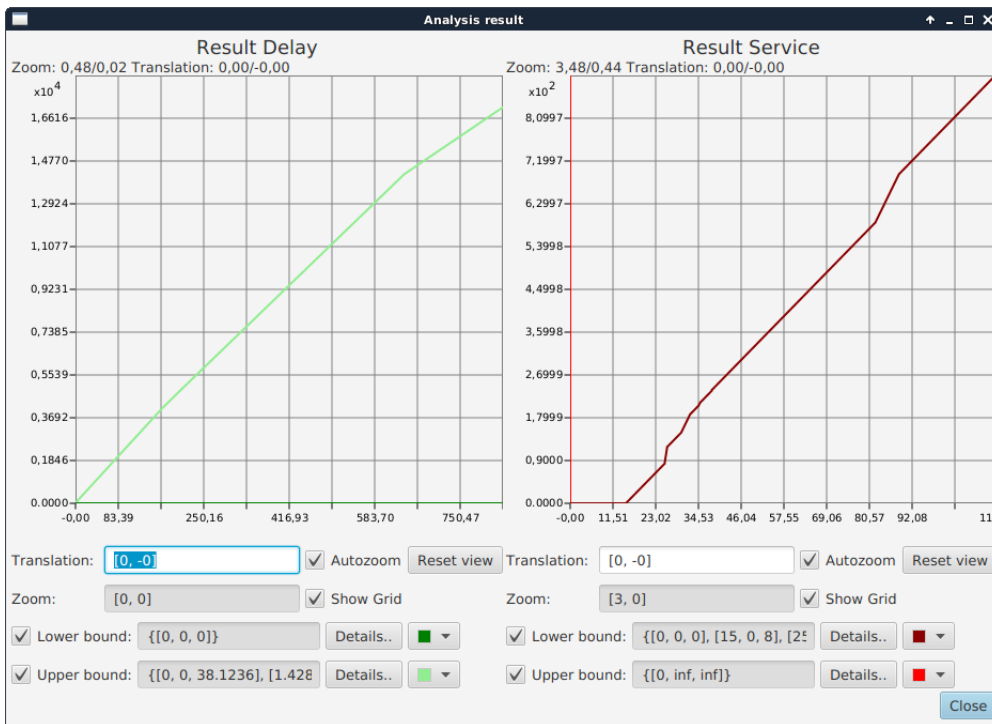 Analysis result
Result Delay
Zoom: 0,48/0,02 Translation: 0,00/-0,00
x10⁴
1,6616
1,4770
1,2924
1,1077
0,9231
0,7385
0,5539
0,3692
0,1846
0.0000
-0,00 83,39 250,16 416,93 583,70 750,47
Result Service
Zoom: 3,48/0,44 Translation: 0,00/-0,00
x10²
8,0997
7,1997
6,2997
5,3998
4,4998
3,5998
2,6999
1,7999
0,9000
0.0000
-0,00 11,51 23,02 34,53 46,04 57,55 69,06 80,57 92,08 11
Translation: [0, -0] Autozoom Reset view
Zoom: [0, 0] Show Grid
Lower bound: {[0, 0, 0]} Details..
Upper bound: {[0, 0, 38.1236], [1.428 Details..
Translation: [0, -0] Autozoom Reset view
Zoom: [3, 0] Show Grid
Lower bound: {[0, 0, 0], [15, 0, 8], [25 Details..
Upper bound: {[0, inf, inf]} Details..
Close